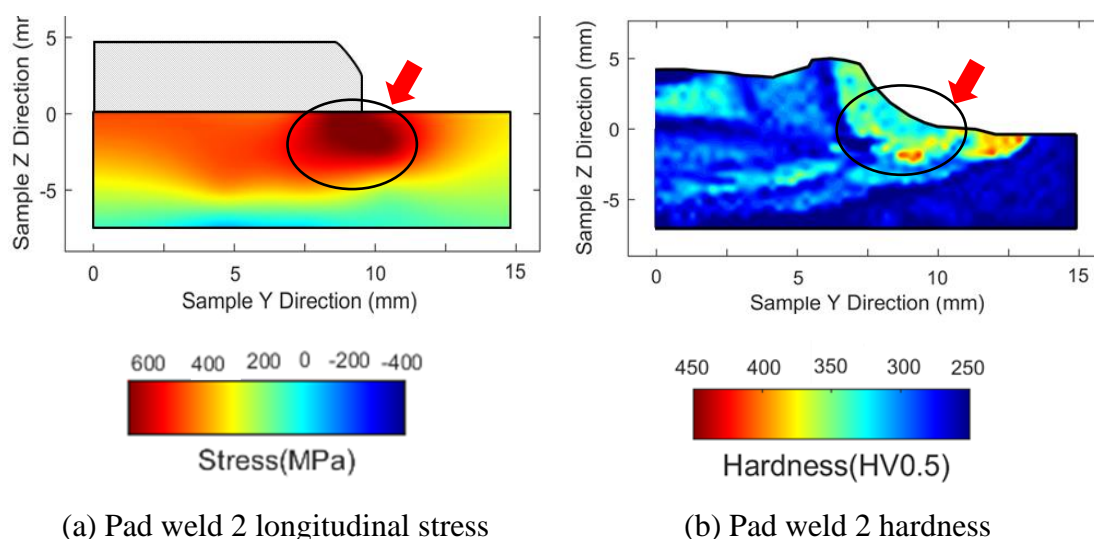 Sample Z Direction (mm)
5
0
-5
0 5 10 15
Sample Y Direction (mm)
600 400 200 0 -200 -400
Stress(MPa)
(a) Pad weld 2 longitudinal stress
Sample Z Direction (mm)
5
0
-5
0 5 10 15
Sample Y Direction (mm)
450 400 350 300 250
Hardness(HV0.5)
(b) Pad weld 2 hardness